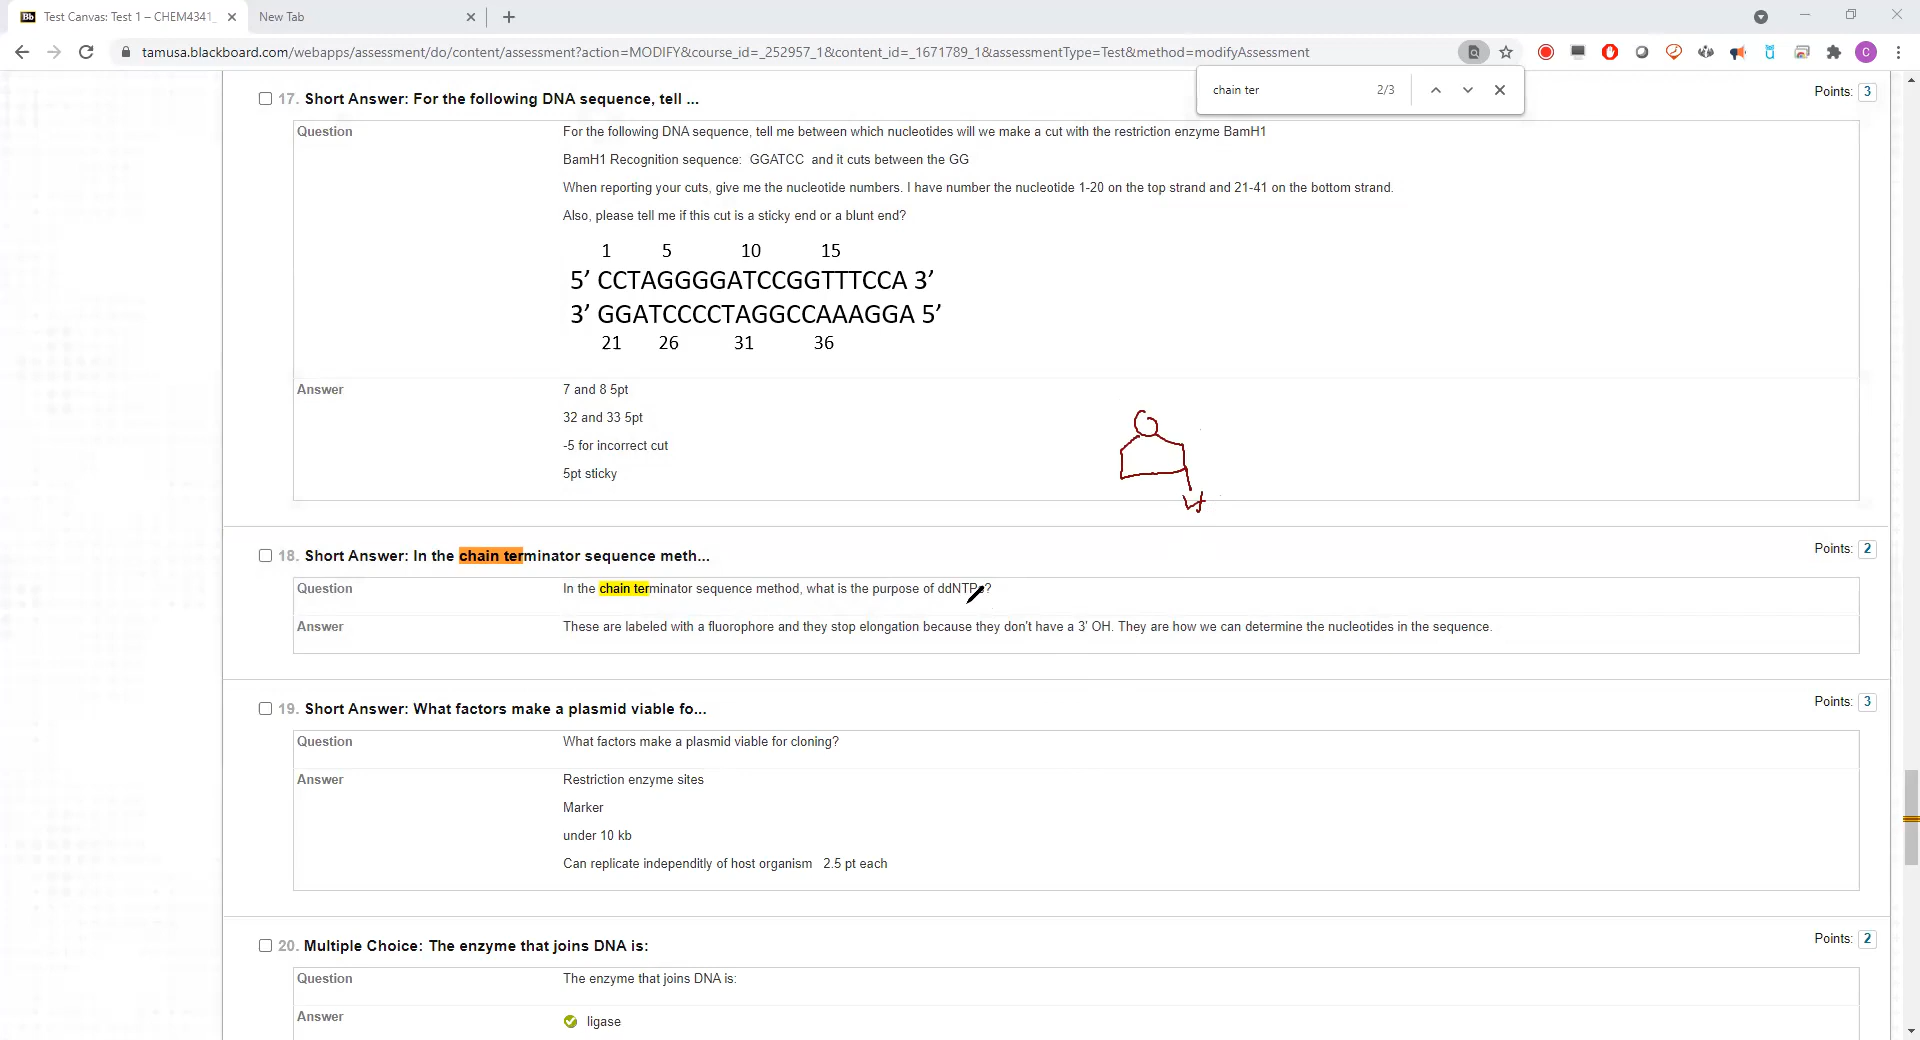 Test Canvas: Test 1 – CHEM4341_
New Tab
tamusa.blackboard.com/webapps/assessment/do/content/assessment?action=MODIFY&course_id=_252957_1&content_id=_1671789_1&assessmentType=Test&method=modifyAssessment
chain ter 2/3
17. Short Answer: For the following DNA sequence, tell ... Points: 3
Question For the following DNA sequence, tell me between which nucleotides will we make a cut with the restriction enzyme BamH1
BamH1 Recognition sequence: GGATCC and it cuts between the GG
When reporting your cuts, give me the nucleotide numbers. I have number the nucleotide 1-20 on the top strand and 21-41 on the bottom strand.
Also, please tell me if this cut is a sticky end or a blunt end?
1 5 10 15
5’ CCTAGGGGATCCGGTTTCCA 3’
3’ GGATCCCCTAGGCCAAAGGA 5’
21 26 31 36
Answer 7 and 8 5pt
32 and 33 5pt
-5 for incorrect cut
5pt sticky
18. Short Answer: In the chain terminator sequence meth... Points: 2
Question In the chain terminator sequence method, what is the purpose of ddNTPs?
Answer These are labeled with a fluorophore and they stop elongation because they don't have a 3' OH. They are how we can determine the nucleotides in the sequence.
19. Short Answer: What factors make a plasmid viable fo... Points: 3
Question What factors make a plasmid viable for cloning?
Answer Restriction enzyme sites
Marker
under 10 kb
Can replicate independitly of host organism 2.5 pt each
20. Multiple Choice: The enzyme that joins DNA is: Points: 2
Question The enzyme that joins DNA is:
Answer ligase